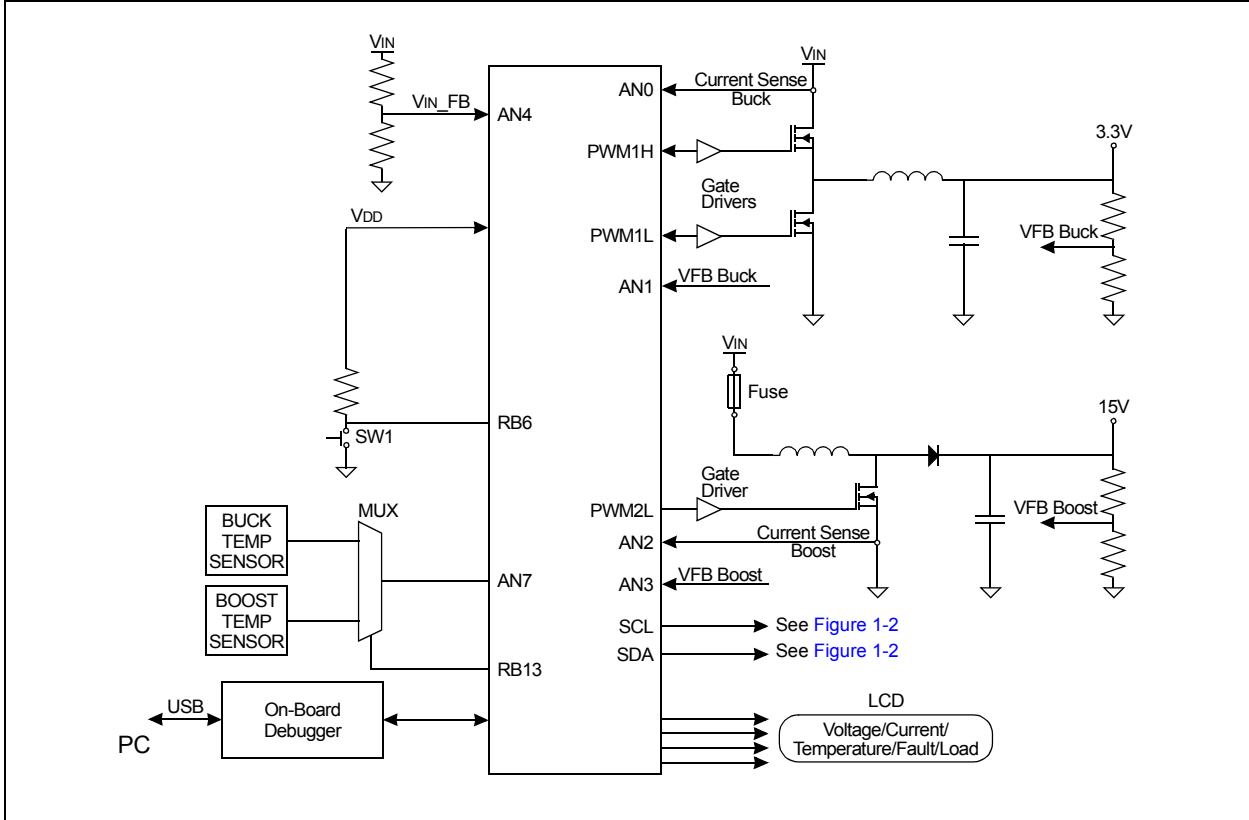 VIN
VIN_FB
AN4
VDD
RB6
SW1
MUX
BUCK
TEMP
SENSOR
BOOST
TEMP
SENSOR
AN7
RB13
USB
PC
On-Board
Debugger
AN0
PWM1H
PWM1L
AN1
PWM2L
AN2
AN3
SCL
SDA
VIN
Current Sense
Buck
Gate
Drivers
VFB Buck
3.3V
VFB Buck
VIN
Fuse
15V
Gate
Driver
Current Sense
Boost
VFB Boost
VFB Boost
See Figure 1-2
See Figure 1-2
LCD
Voltage/Current/
Temperature/Fault/Load